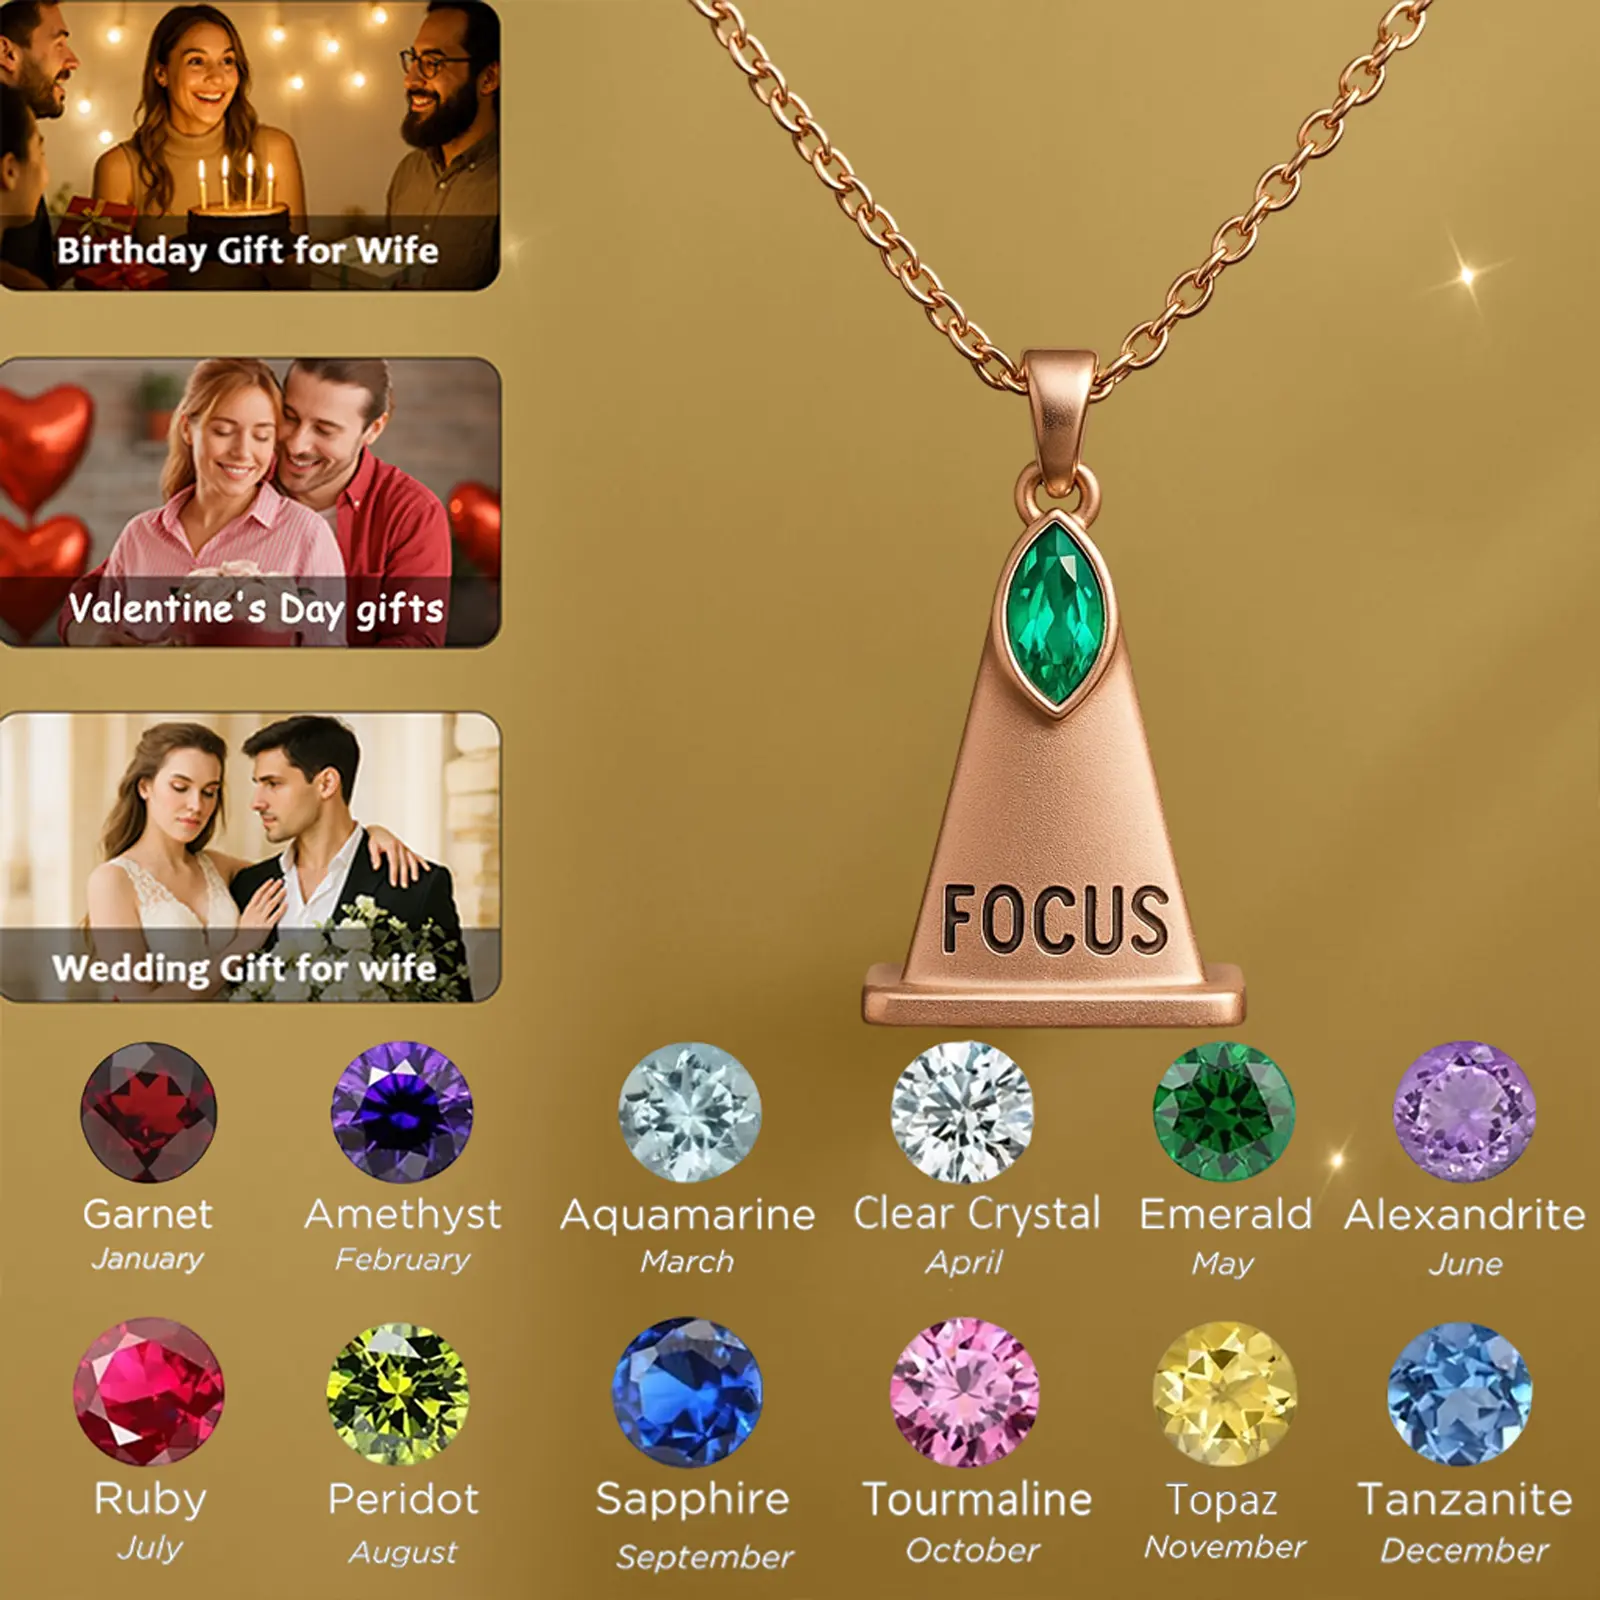 Birthday Gift for Wife
Valentine's Day gifts
Wedding Gift for wife
FOCUS
Garnet
January
Amethyst
February
Aquamarine
March
Clear Crystal
April
Emerald
May
Alexandrite
June
Ruby
July
Peridot
August
Sapphire
September
Tourmaline
October
Topaz
November
Tanzanite
December